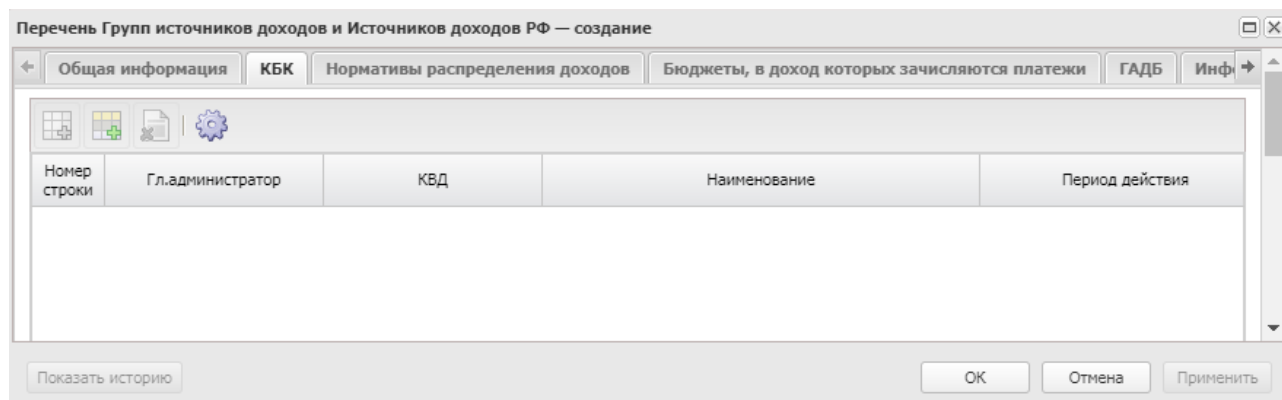 Перечень Групп источников доходов и Источников доходов РФ — создание
Общая информация КБК Нормативы распределения доходов Бюджеты, в доход которых зачисляются платежи ГАДБ Инф
Номер строки Гл.администратор КВД Наименование Период действия
Показать историю ОК Отмена Применить